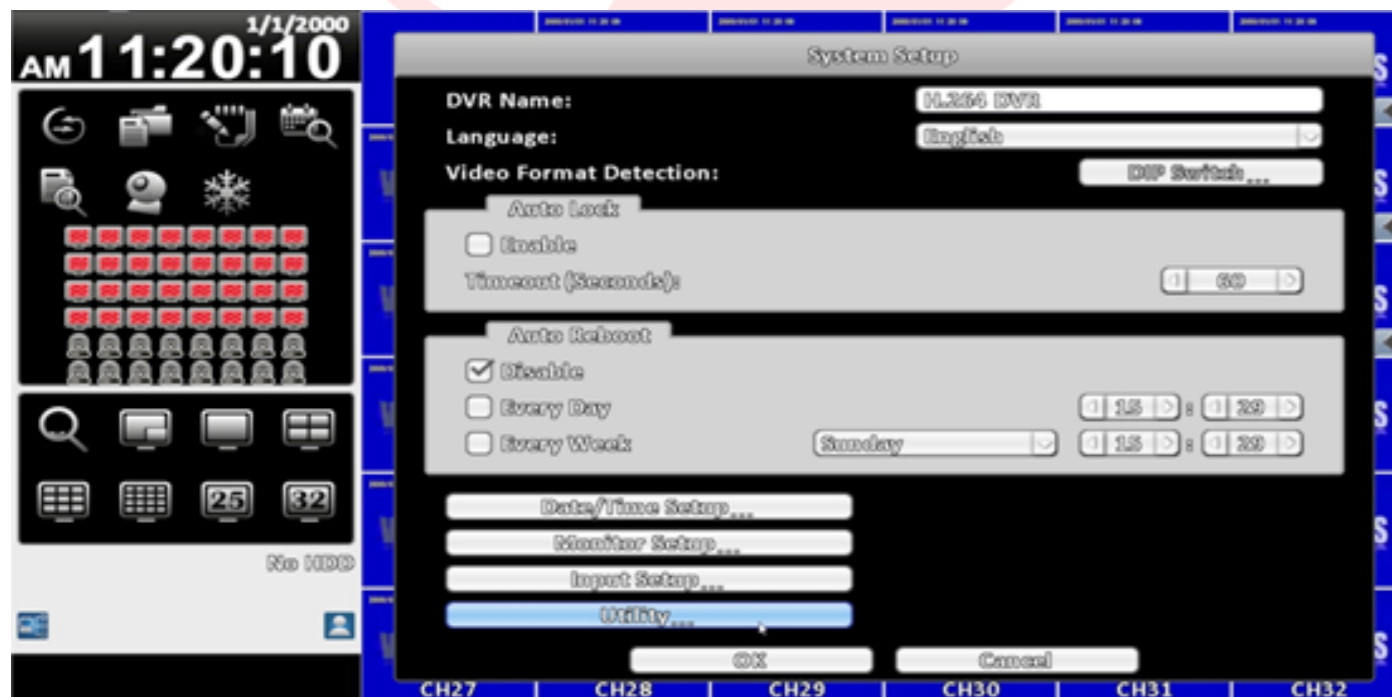 1/1/2000
AM 11:20:10
25
32
No HDD
System Setup
DVR Name: H.264 DVR
Language: English
Video Format Detection: DIP Switch...
Auto Lock
Enable
Timeout (Seconds): 60
Auto Reboot
Disable
Every Day 15 : 29
Every Week Sunday 15 : 29
Date/Time Setup...
Monitor Setup...
Input Setup...
Utility...
OK Cancel
CH27 CH28 CH29 CH30 CH31 CH32